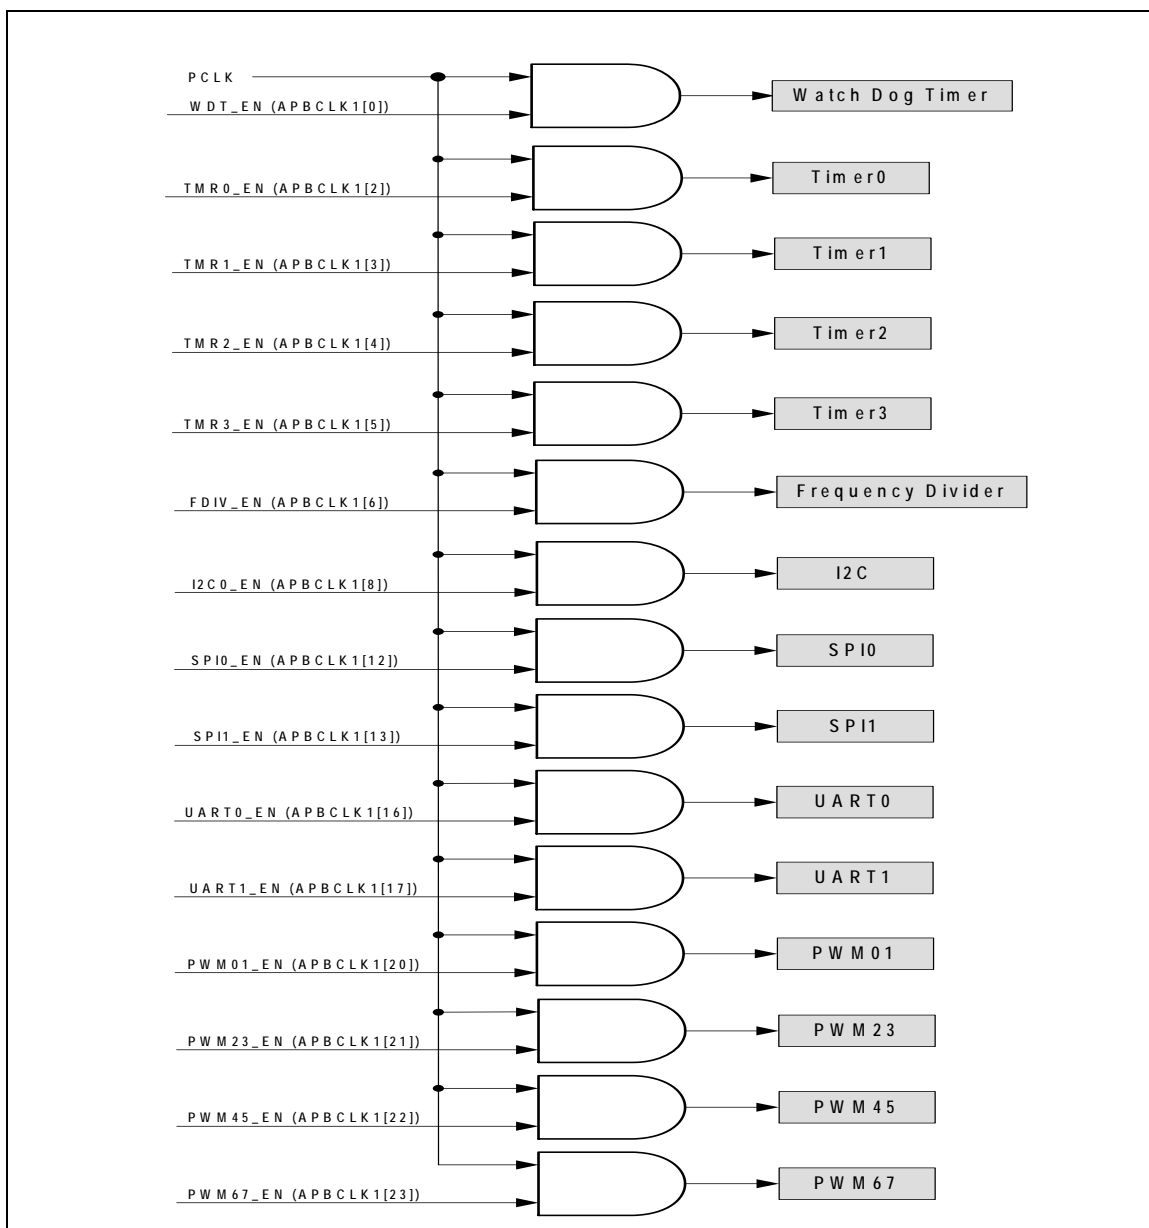 PCLK
WDT_EN (APBCLK1[0])
Watch Dog Timer
TMR0_EN (APBCLK1[2])
Timer0
TMR1_EN (APBCLK1[3])
Timer1
TMR2_EN (APBCLK1[4])
Timer2
TMR3_EN (APBCLK1[5])
Timer3
FDIV_EN (APBCLK1[6])
Frequency Divider
I2C0_EN (APBCLK1[8])
I2C
SPI0_EN (APBCLK1[12])
SPI0
SPI1_EN (APBCLK1[13])
SPI1
UART0_EN (APBCLK1[16])
UART0
UART1_EN (APBCLK1[17])
UART1
PWM01_EN (APBCLK1[20])
PWM01
PWM23_EN (APBCLK1[21])
PWM23
PWM45_EN (APBCLK1[22])
PWM45
PWM67_EN (APBCLK1[23])
PWM67